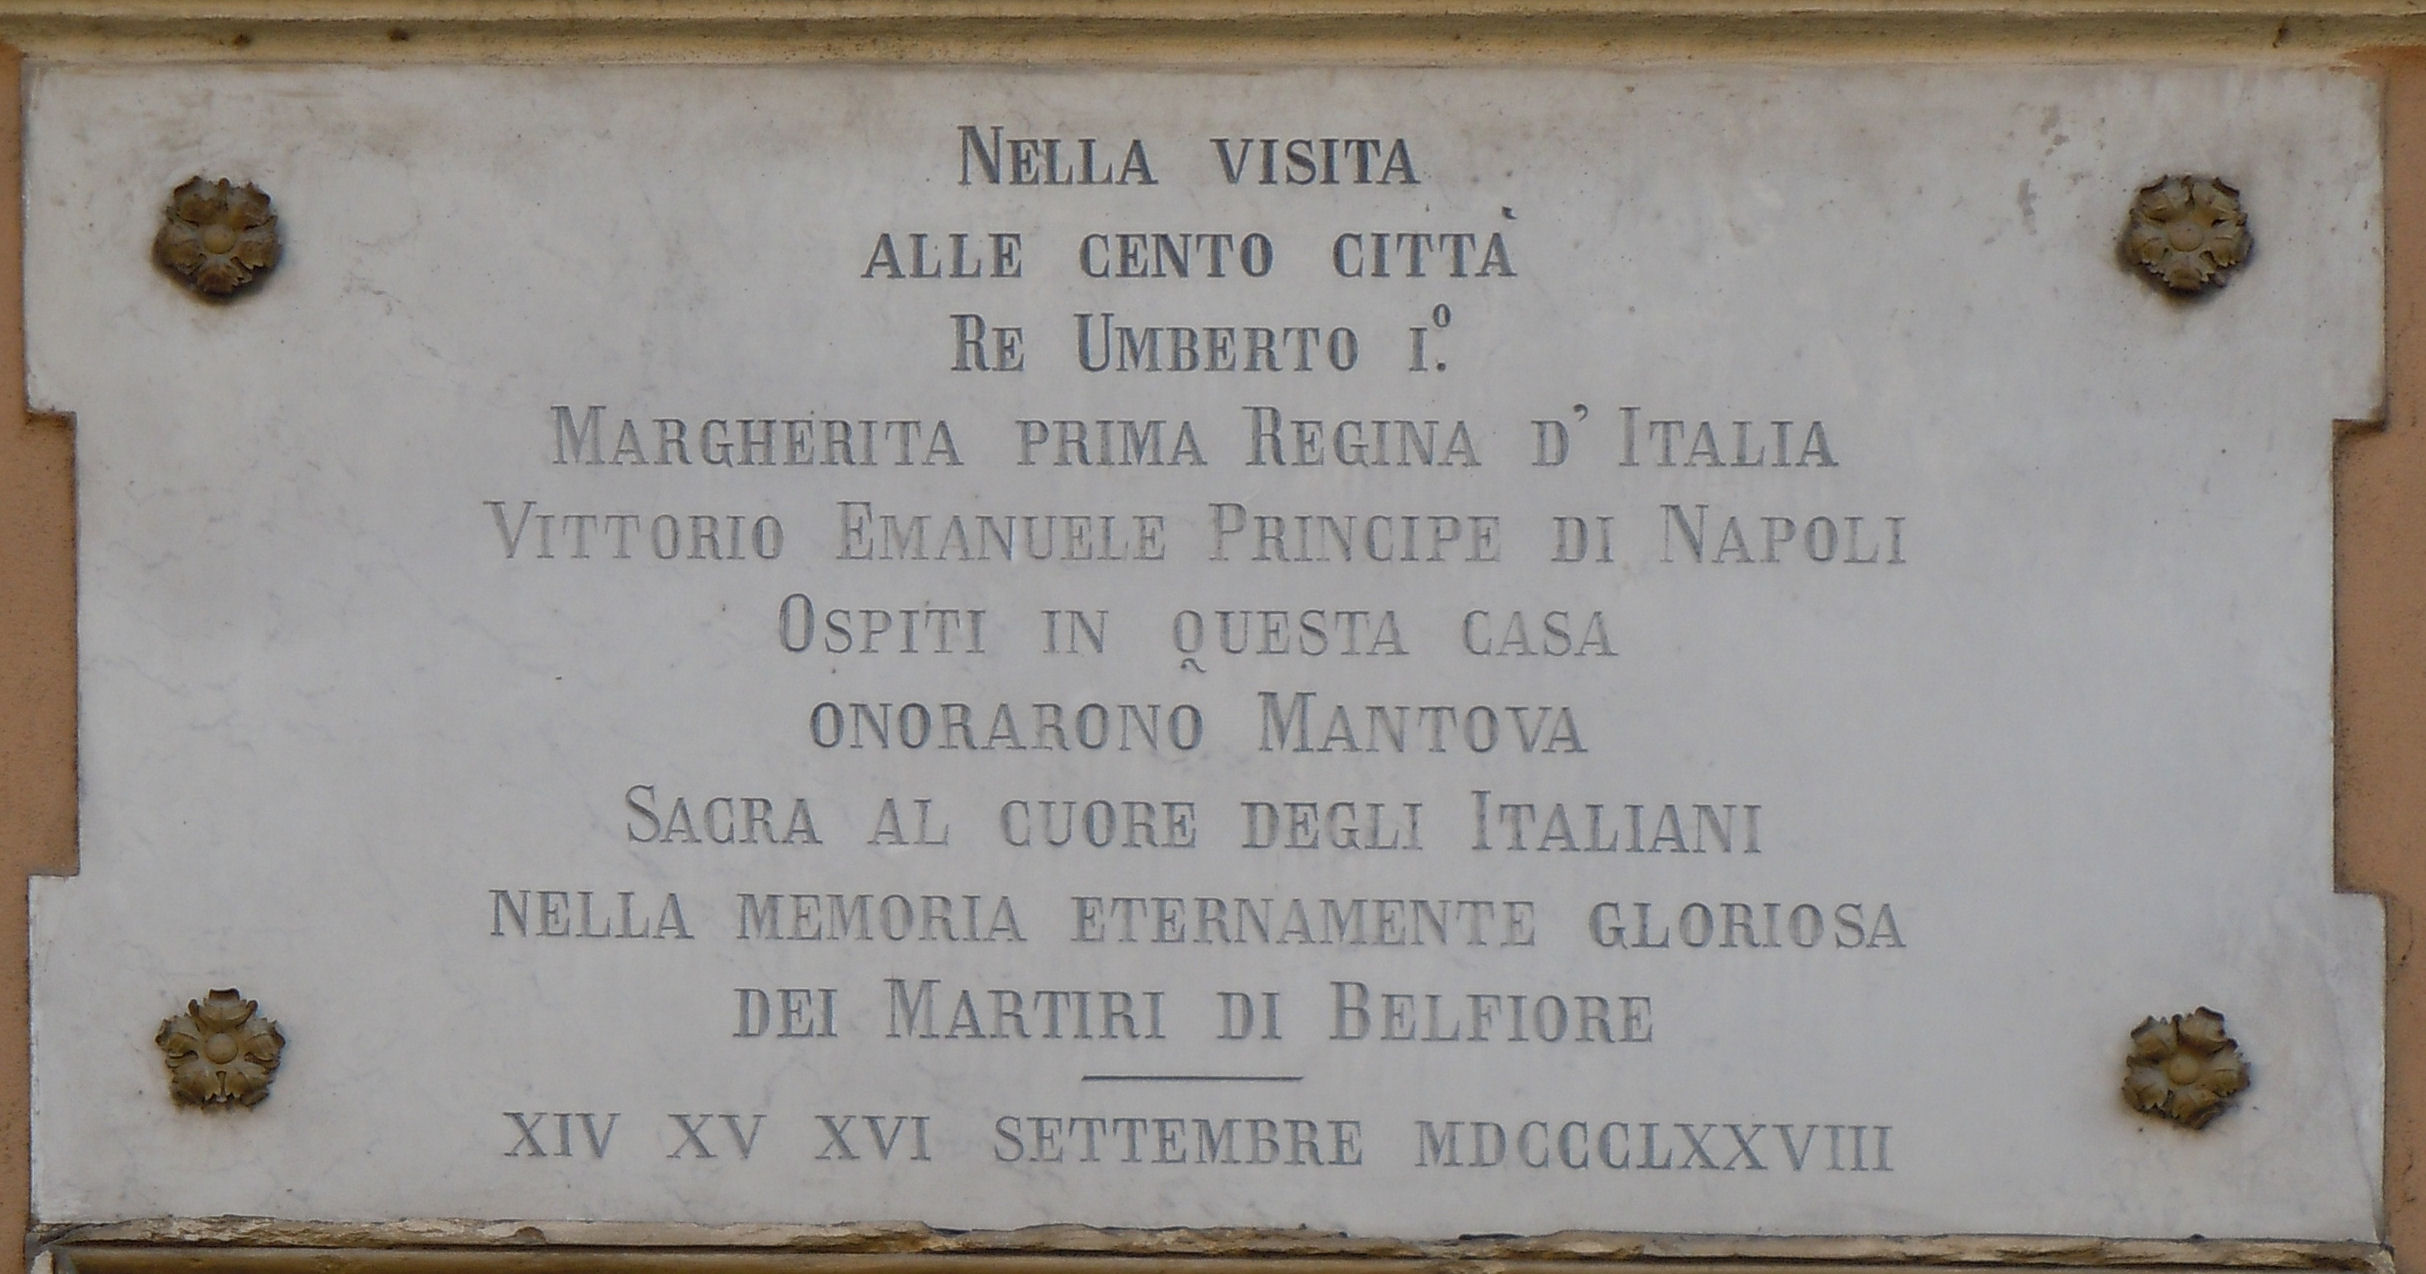 NELLA VISITA
ALLE CENTO CITTÀ
RE UMBERTO I.º
MARGHERITA PRIMA REGINA D' ITALIA
VITTORIO EMANUELE PRINCIPE DI NAPOLI
OSPITI IN QUESTA CASA
ONORARONO MANTOVA
SACRA AL CUORE DEGLI ITALIANI
NELLA MEMORIA ETERNAMENTE GLORIOSA
DEI MARTIRI DI BELFIORE
XIV XV XVI SETTEMBRE MDCCCLXXVIII